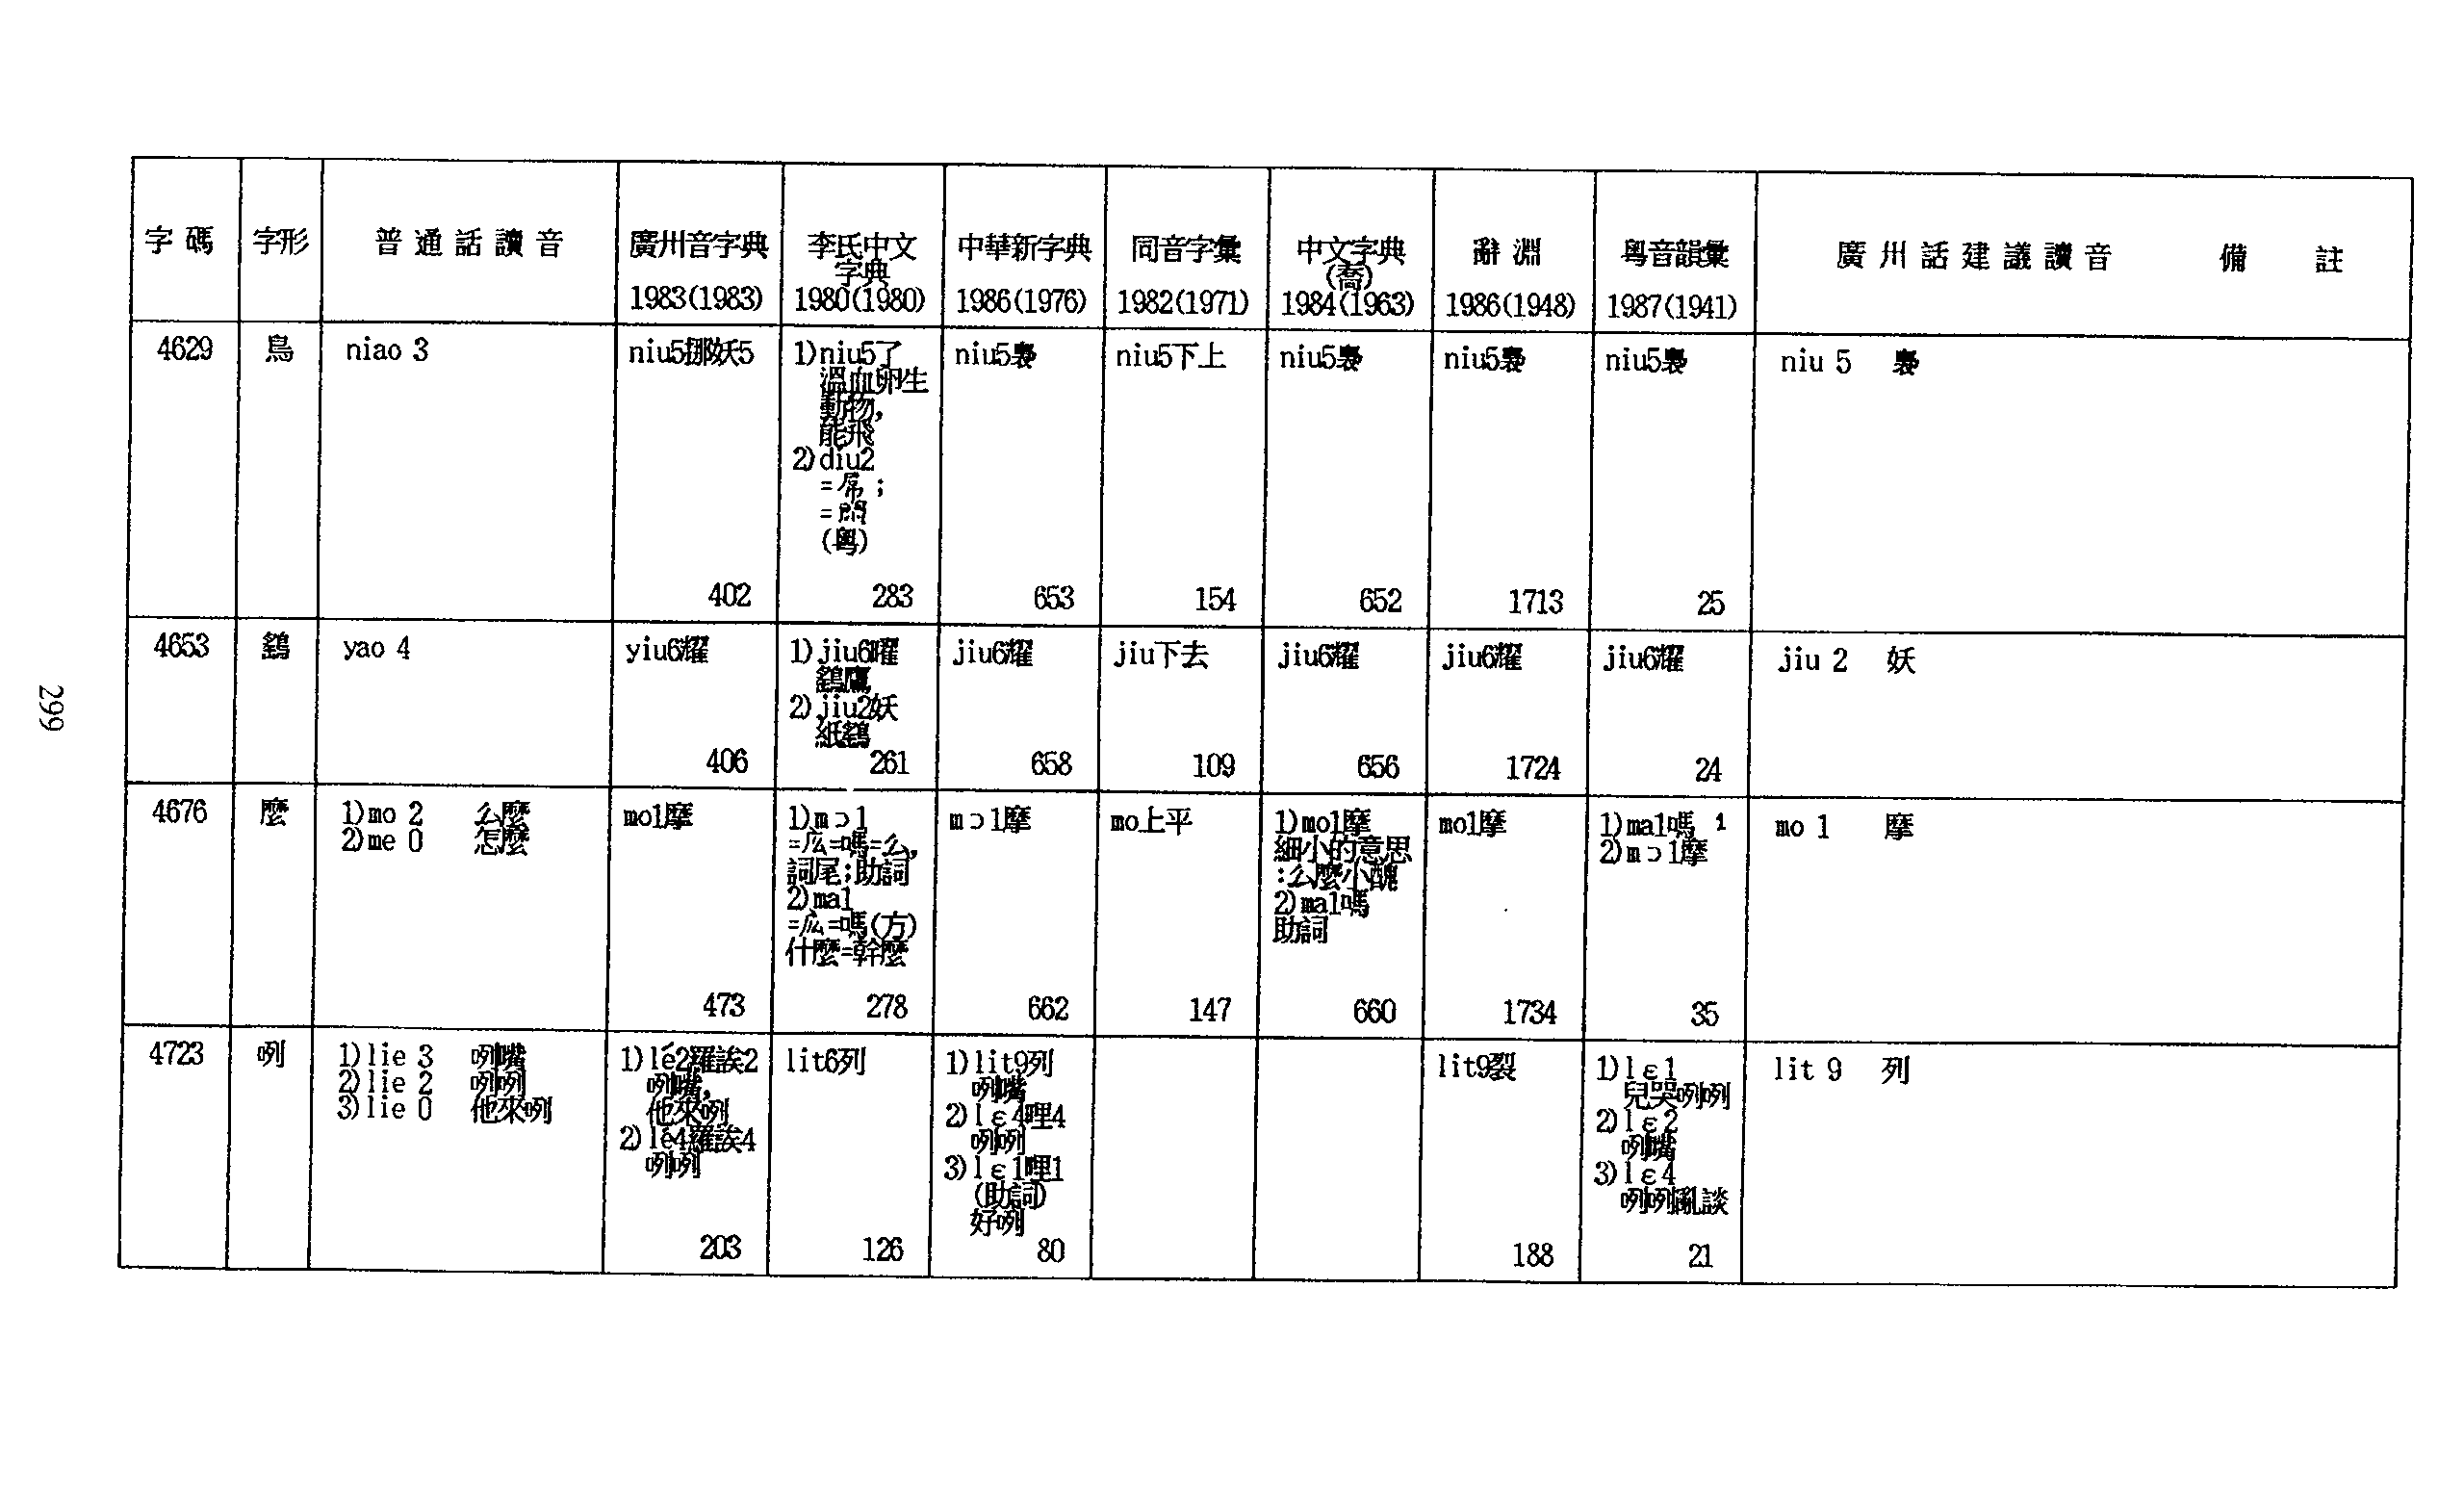 字碼 字形 普通話讀音 廣州音字典 李氏中文 中華新字典 同音字彙 中文字典 辭淵 粵音韻彙 廣州話建議讀音 備註
字典 (喬)
1983(1983) 1980(1980) 1986(1976) 1982(1971) 1984(1963) 1986(1948) 1987(1941)
4629 鳥 niao 3 niu5挪妖5 1)niu5了 niu5裊 niu5下上 niu5裊 niu5裊 niu5裊 niu 5 裊
溫血卵生
動物,
能飛
2)diu2
=屌;
(粵)
402 283 653 154 652 1713 25
4653 鷂 yao 4 yiu6耀 1)jiu6曜 jiu6耀 jiu下去 jiu6耀 jiu6耀 jiu6耀 jiu 2 妖
鷂鷹
2)jiu2妖
紙鷂
406 261 658 109 656 1724 24
4676 麼 1)mo 2 么麼 mo1摩 1)mɔ1 mɔ1摩 mo上平 1)mo1摩 mo1摩 1)ma1嗎 1 mo 1 摩
2)me 0 怎麼 =庅=嗎=么, 細小的意思 2)mɔ1摩
詞尾;助詞 :么麼小醜
2)ma1 2)ma1嗎
=庅=嗎(方) 助詞
什麼=幹麼
473 278 662 147 660 1734 35
4723 咧 1)lie 3 咧嘴 1)lé2羅誒2 lit6列 1)lit9列 lit9裂 1)lɛ1 lit 9 列
2)lie 2 咧咧 咧嘴, 咧嘴 兒哭咧咧
3)lie 0 他來咧 他來咧 2)lɛ4哩4 2)lɛ2
2)lé4羅誒4 咧咧 咧嘴
咧咧 3)lɛ1哩1 3)lɛ4
(助詞) 咧咧亂談
好咧
203 126 80 188 21
299